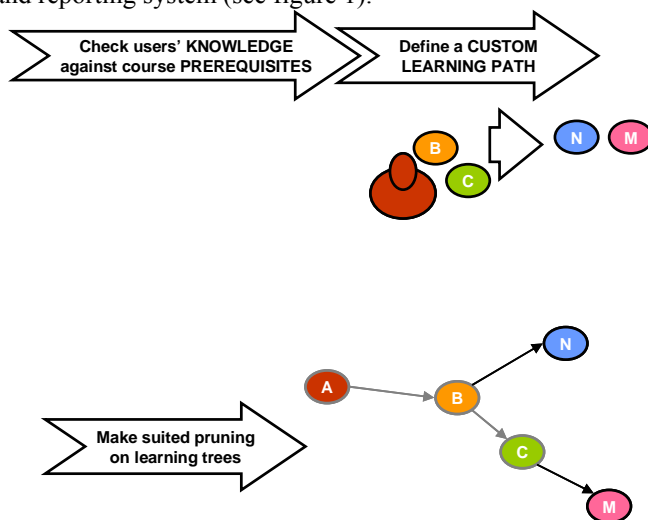 and reporting system (see figure 1).
Check users' KNOWLEDGE
against course PREREQUISITES
Define a CUSTOM
LEARNING PATH
B
C
N
M
N
A
B
Make suited pruning
on learning trees
C
M